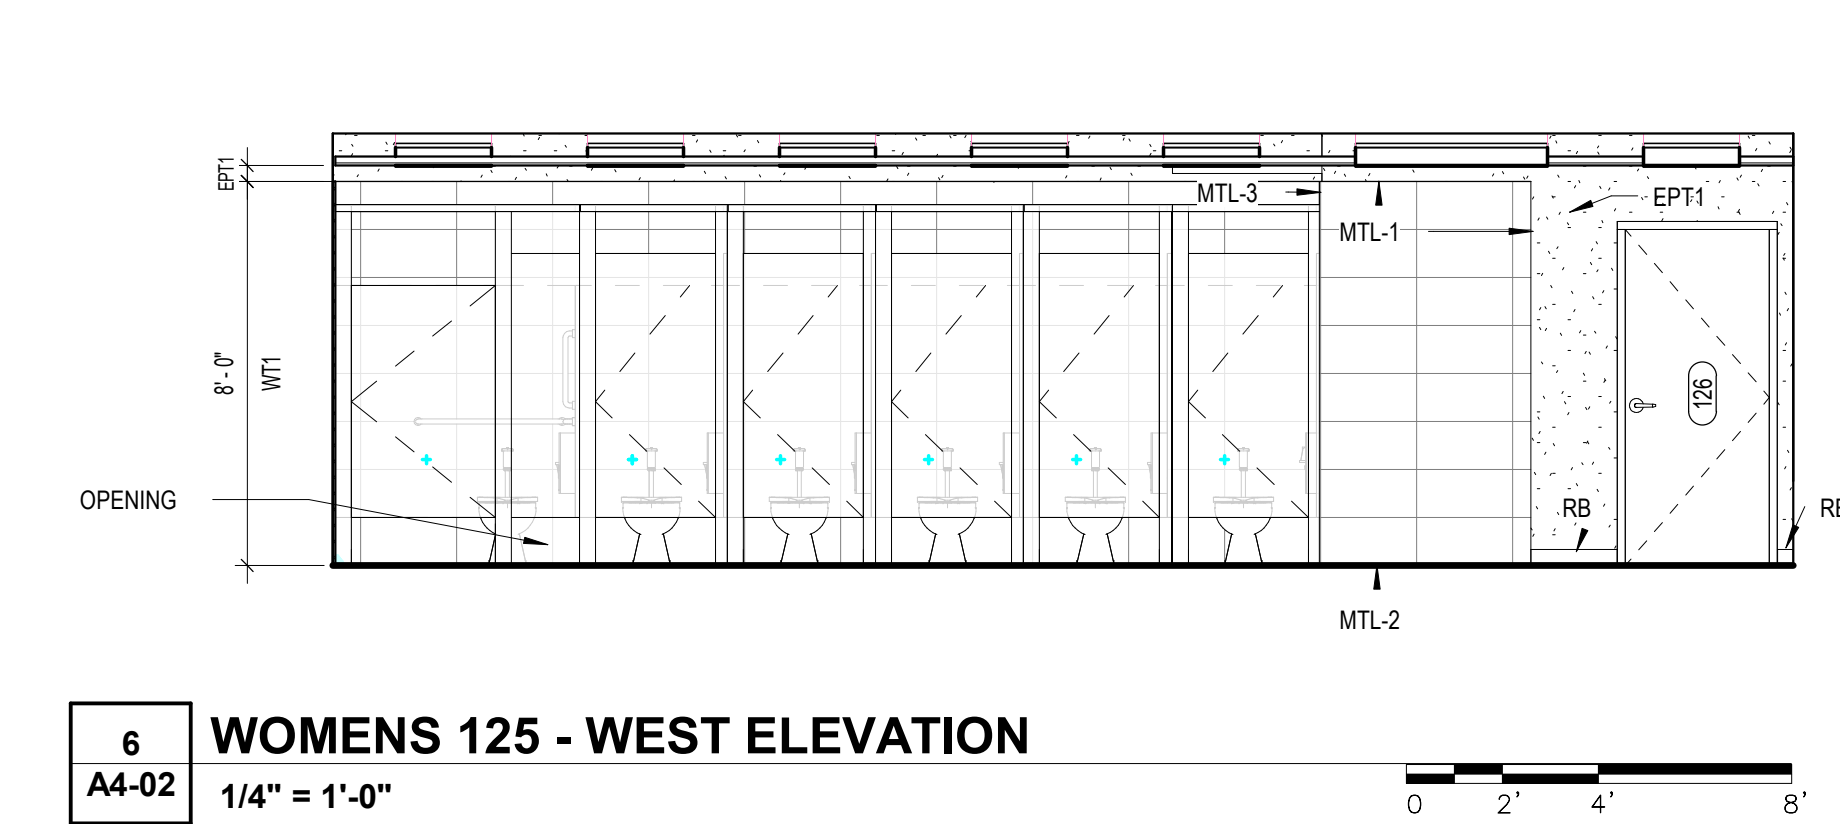 EPT1
MTL-3
EPT1
MTL-1
8' - 0"
WT1
126
OPENING
RB
MTL-2
6
A4-02
WOMENS 125 - WEST ELEVATION
1/4" = 1'-0"
0 2' 4' 8'